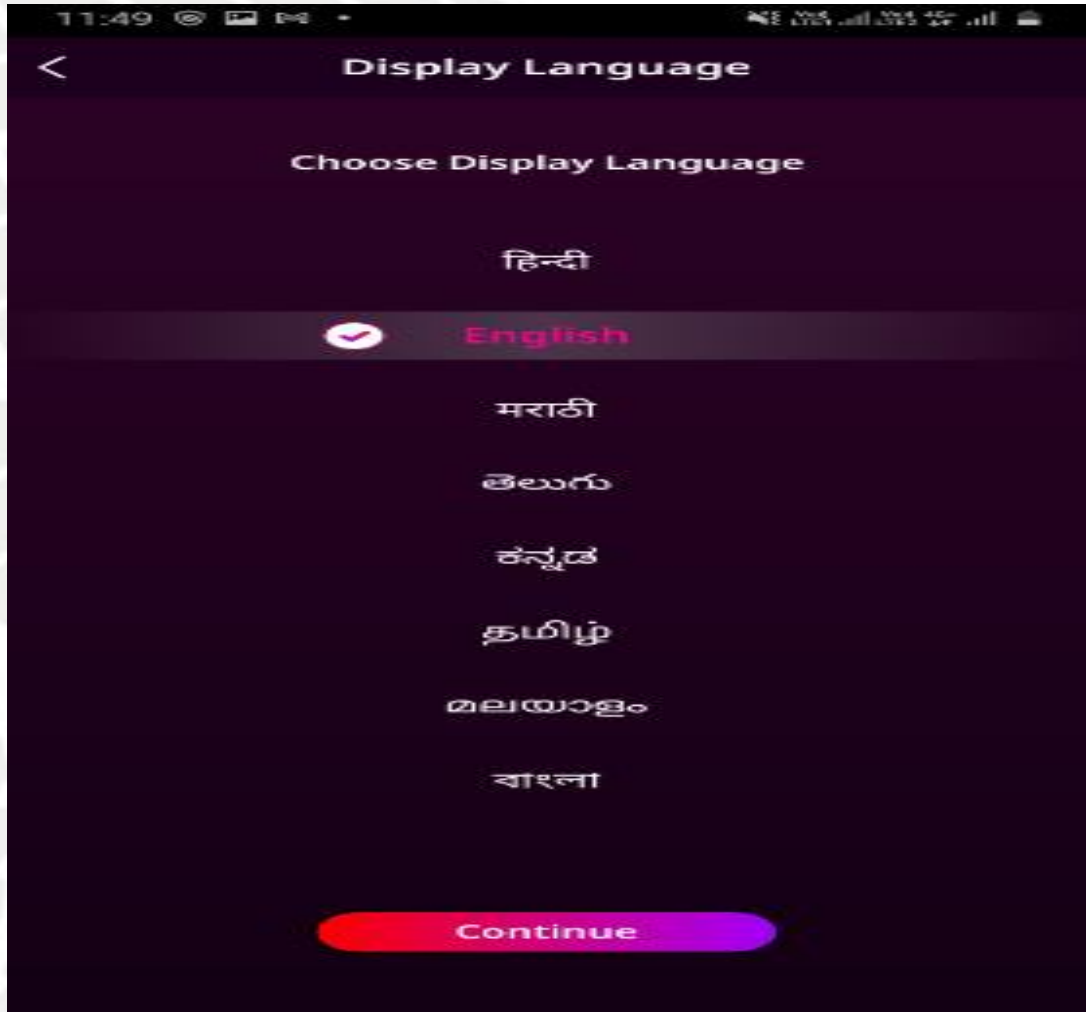 11:49
Display Language
Choose Display Language
हिन्दी
English
मराठी
తెలుగు
ಕನ್ನಡ
தமிழ்
മലയാളം
বাংলা
Continue